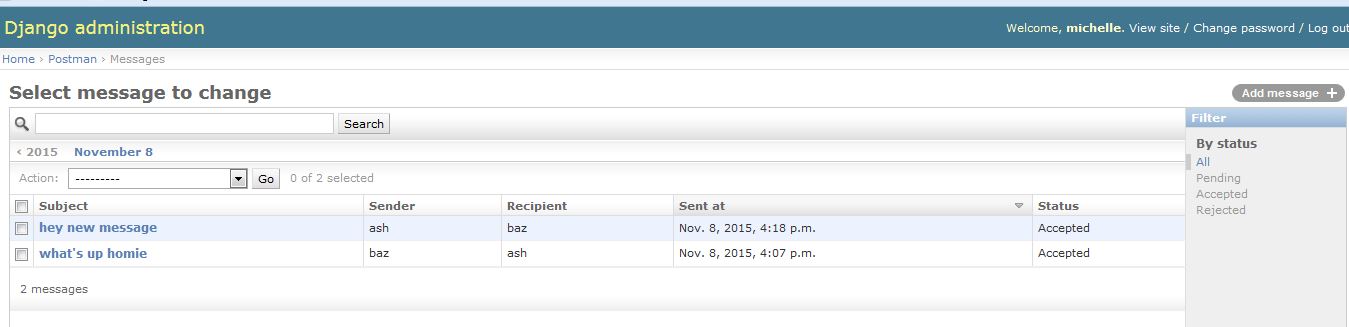 Django administration
Welcome, michelle. View site / Change password / Log out
Home › Postman › Messages
Select message to change
Add message +
Search
Filter
‹ 2015 November 8
By status
All
Pending
Accepted
Rejected
Action: --------- Go 0 of 2 selected
Subject Sender Recipient Sent at Status
hey new message ash baz Nov. 8, 2015, 4:18 p.m. Accepted
what's up homie baz ash Nov. 8, 2015, 4:07 p.m. Accepted
2 messages